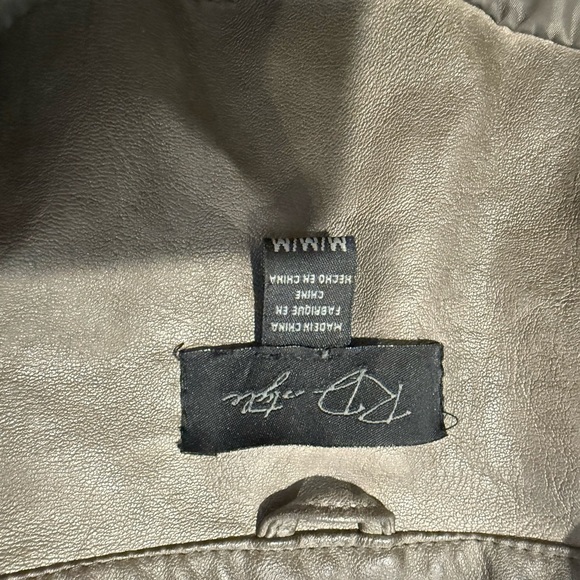 RD style
MADE IN CHINA
FABRIQUE EN
CHINE
HECHO EN CHINA
M/M/M